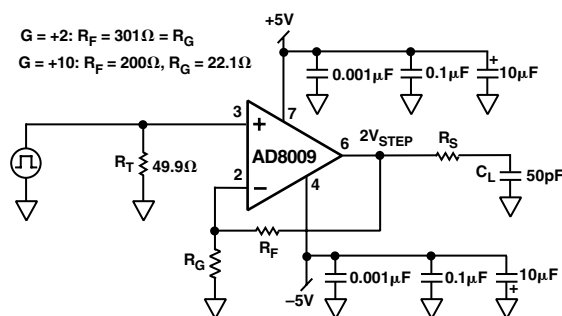 G = +2: RF = 301Ω = RG
G = +10: RF = 200Ω, RG = 22.1Ω
+5V
0.001μF
0.1μF
+
10μF
3
+
7
AD8009
6
2VSTEP
RS
RT
49.9Ω
2
–
4
CL
50pF
RF
RG
–5V
0.001μF
0.1μF
10μF
+